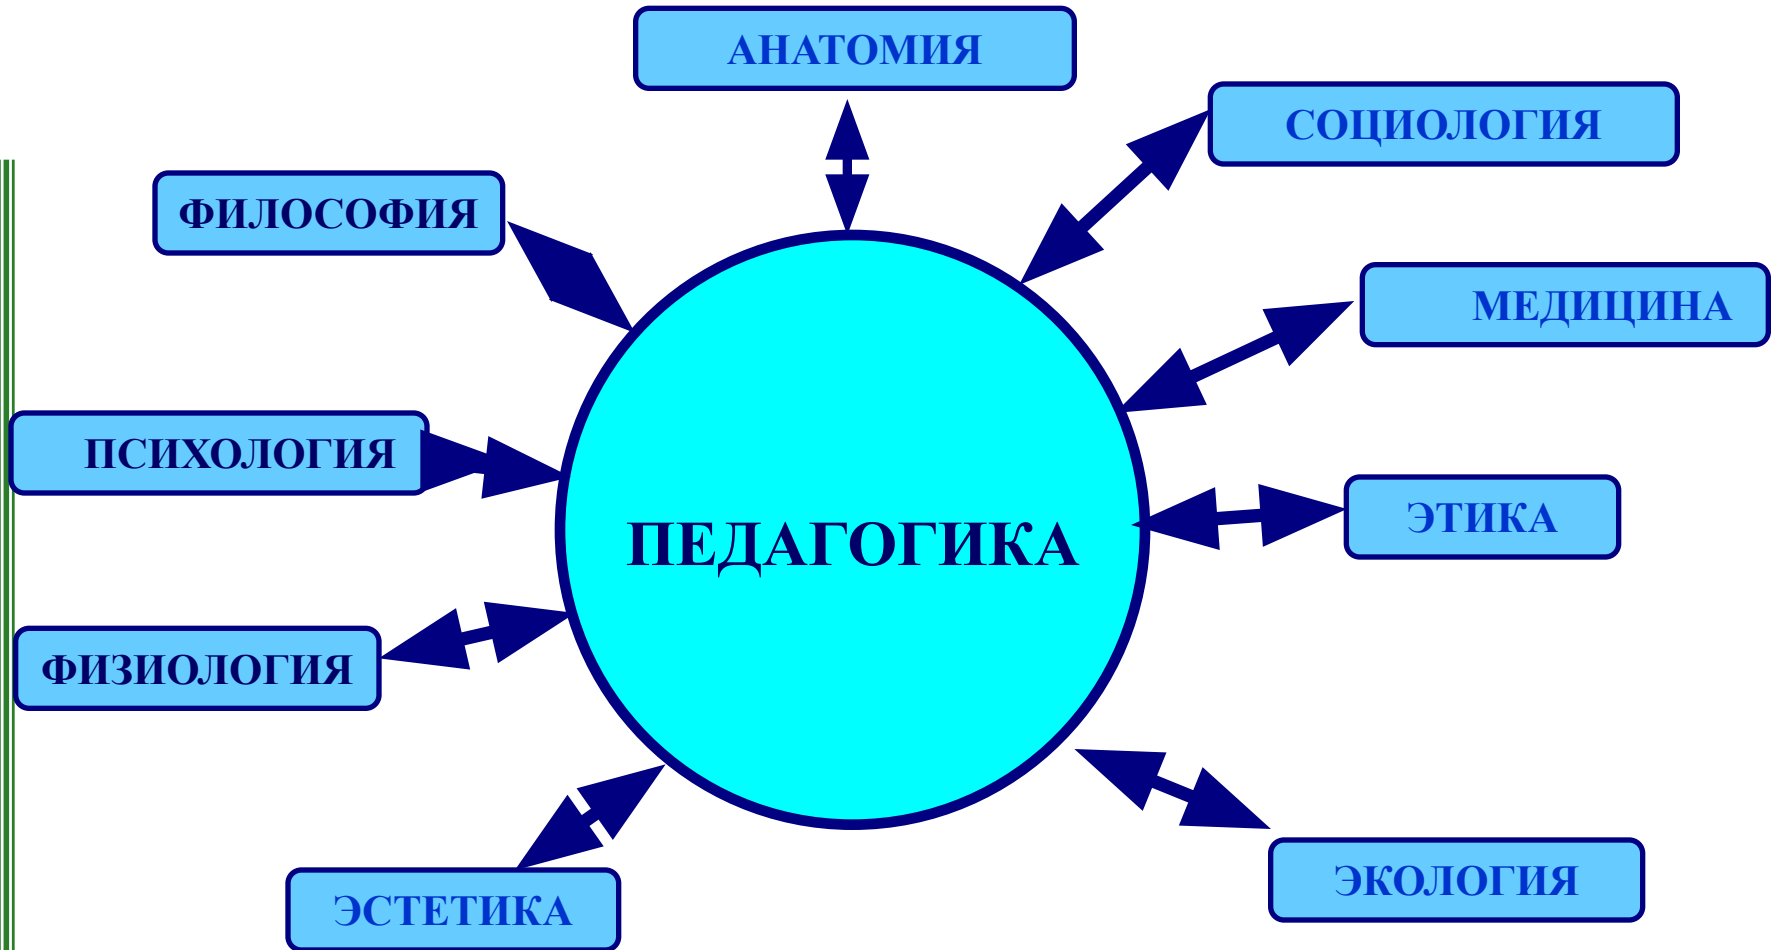 АНАТОМИЯ
СОЦИОЛОГИЯ
ФИЛОСОФИЯ
МЕДИЦИНА
ПСИХОЛОГИЯ
ЭТИКА
ПЕДАГОГИКА
ФИЗИОЛОГИЯ
ЭКОЛОГИЯ
ЭСТЕТИКА